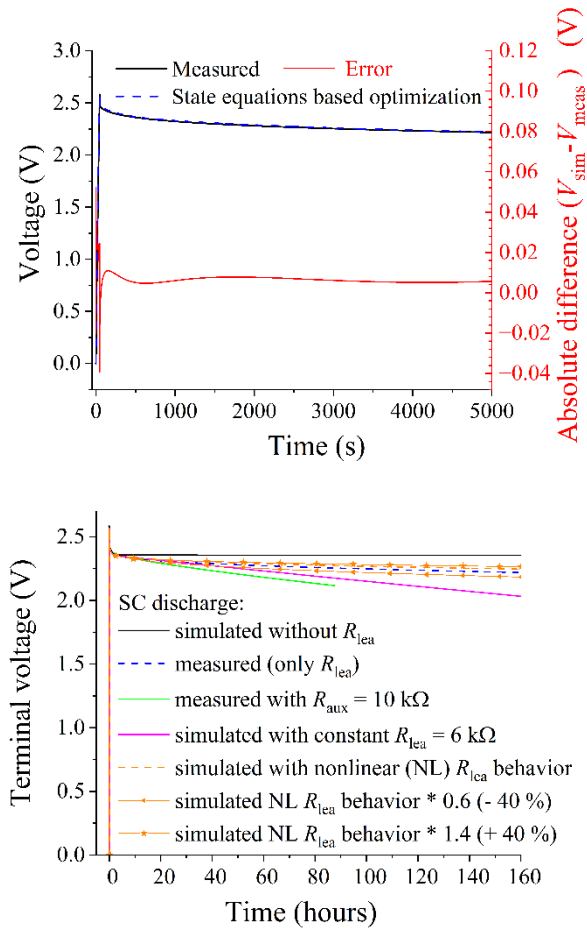 3.0
2.5
2.0
1.5
1.0
0.5
0.0
Voltage (V)
Measured
Error
State equations based optimization
0.12
0.10
0.08
0.06
0.04
0.02
0.00
−0.02
−0.04
Absolute difference (Vsim-Vmeas) (V)
0 1000 2000 3000 4000 5000
Time (s)
2.5
2.0
1.5
1.0
0.5
0.0
Terminal voltage (V)
SC discharge:
simulated without Rlea
measured (only Rlea)
measured with Raux = 10 kΩ
simulated with constant Rlea = 6 kΩ
simulated with nonlinear (NL) Rlea behavior
simulated NL Rlea behavior * 0.6 (- 40 %)
simulated NL Rlea behavior * 1.4 (+ 40 %)
0 20 40 60 80 100 120 140 160
Time (hours)